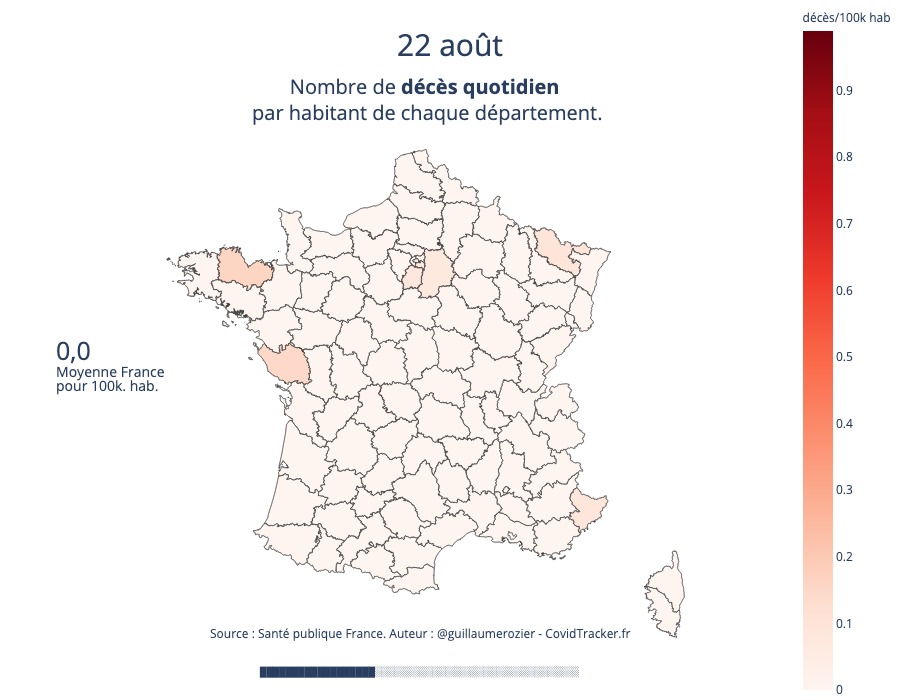 décès/100k hab
22 août
Nombre de décès quotidien
par habitant de chaque département.
0.9
0.8
0.7
0.6
0.5
0.4
0.3
0.2
0.1
0
0,0
Moyenne France
pour 100k. hab.
Source : Santé publique France. Auteur : @guillaumerozier - CovidTracker.fr